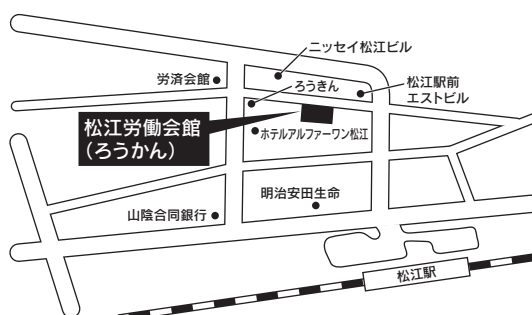 ニッセイ松江ビル
労済会館
ろうきん
松江駅前
エストビル
松江労働会館
(ろうかん)
ホテルアルファーワン松江
明治安田生命
山陰合同銀行
松江駅